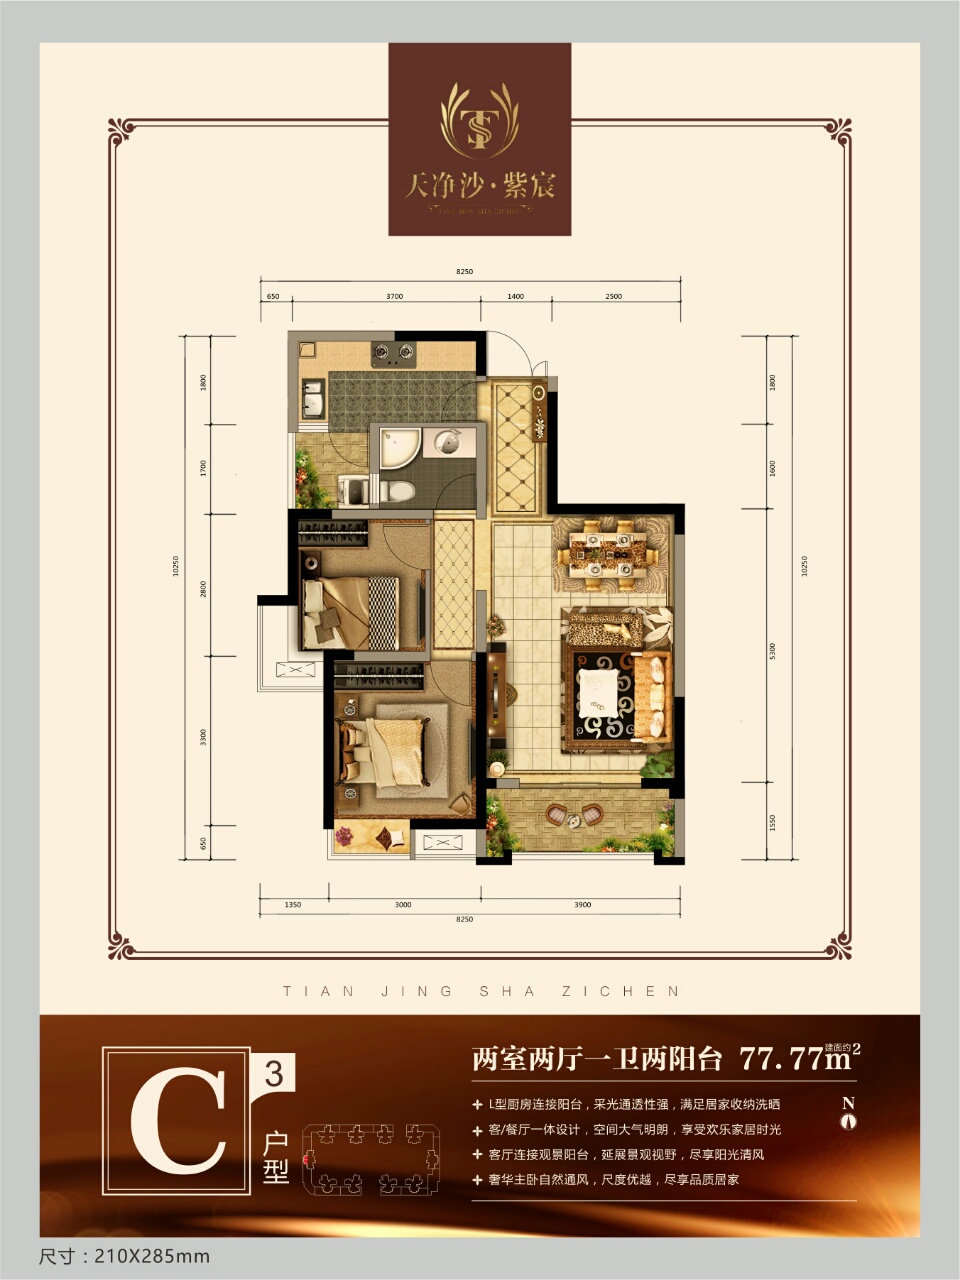 TS
天净沙·紫宸
TIAN JING SHA ZICHEN
8250
650 3700 1400 2500
1800
1700
2800
3300
650
10250
1800
1600
5300
1550
10250
1350 3000 3900
8250
TIAN JING SHA ZICHEN
C
3
户型
两室两厅一卫两阳台 77.77m²
建面约
L型厨房连接阳台，采光通透性强，满足居家收纳洗晒
客/餐厅一体设计，空间大气明朗，享受欢乐家居时光
客厅连接观景阳台，延展景观视野，尽享阳光清风
奢华主卧自然通风，尺度优越，尽享品质居家
N
尺寸：210X285mm